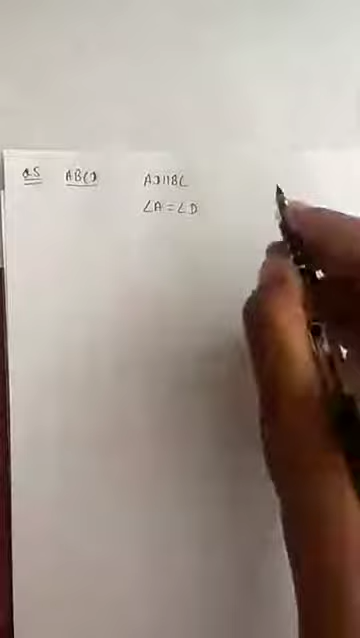 Q5 ABCD AD||BC
∠A = ∠D